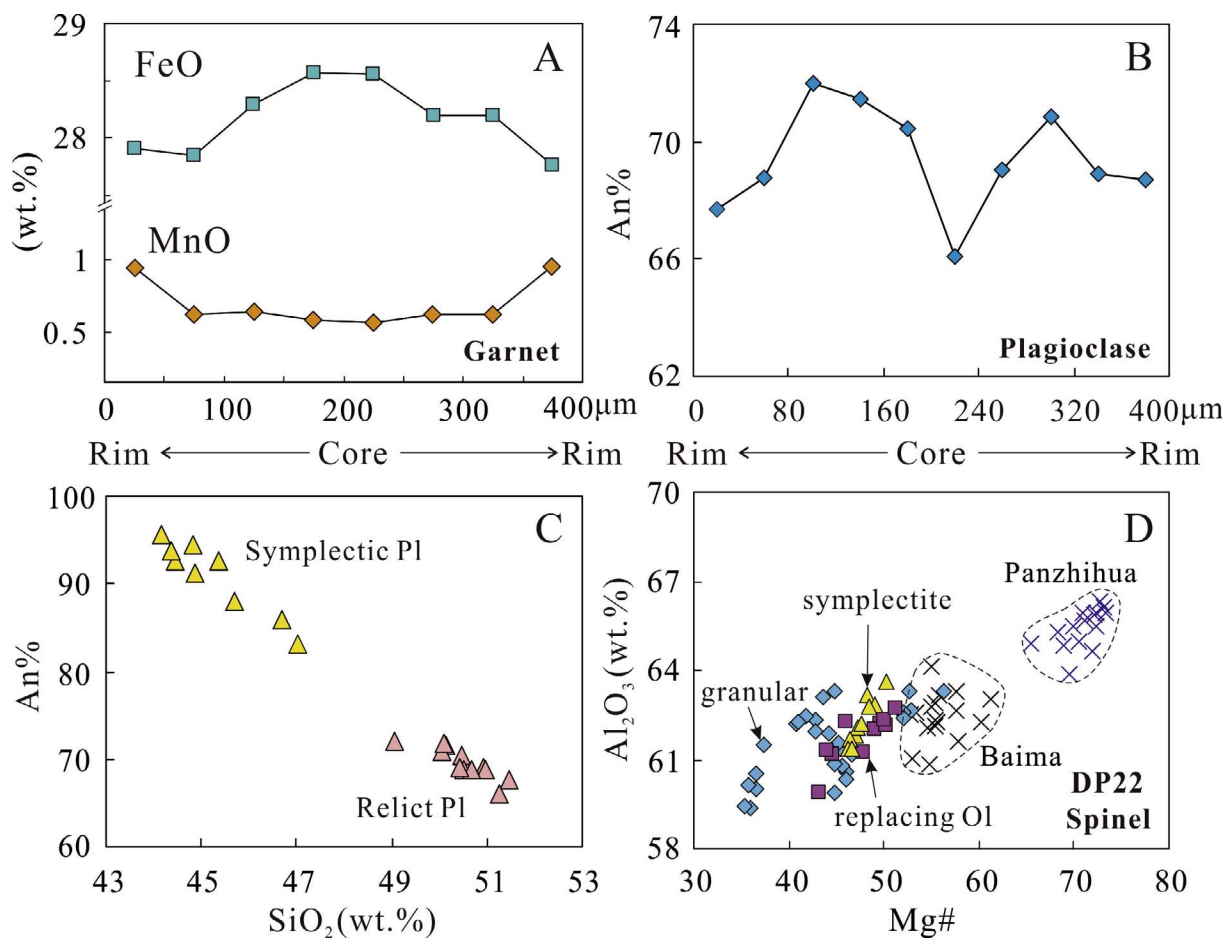 A
FeO
MnO
Garnet
(wt.%)
29
28
1
0.5
0 100 200 300 400μm
Rim Core Rim
B
Plagioclase
An%
74
70
66
62
0 80 160 240 320 400μm
Rim Core Rim
C
Symplectic Pl
Relict Pl
An%
100
90
80
70
60
43 45 47 49 51 53
SiO₂(wt.%)
D
Panzhihua
symplectite
granular
Baima
replacing Ol
DP22
Spinel
Al₂O₃(wt.%)
70
67
64
61
58
30 40 50 60 70 80
Mg#